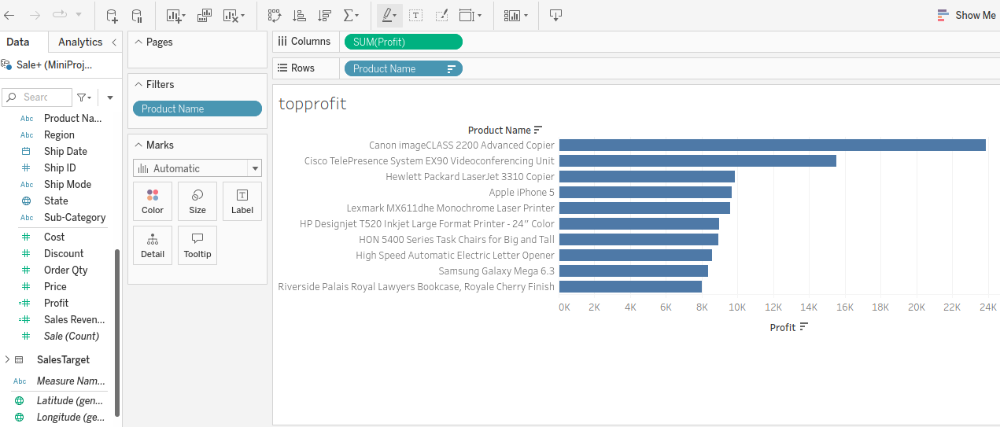 Show Me
Data
Analytics
Sale+ (MiniProj...
Searc
Abc Product Na...
Abc Region
Ship Date
Ship ID
Abc Ship Mode
State
Abc Sub-Category
Cost
Discount
Order Qty
Price
Profit
Sales Reven...
Sale (Count)
SalesTarget
Abc Measure Nam...
Latitude (gen...
Longitude (ge...
Pages
Filters
Product Name
Marks
Automatic
Color
Size
Label
Detail
Tooltip
Columns
SUM(Profit)
Rows
Product Name
topprofit
Product Name
Canon imageCLASS 2200 Advanced Copier
Cisco TelePresence System EX90 Videoconferencing Unit
Hewlett Packard LaserJet 3310 Copier
Apple iPhone 5
Lexmark MX611dhe Monochrome Laser Printer
HP Designjet T520 Inkjet Large Format Printer - 24" Color
HON 5400 Series Task Chairs for Big and Tall
High Speed Automatic Electric Letter Opener
Samsung Galaxy Mega 6.3
Riverside Palais Royal Lawyers Bookcase, Royale Cherry Finish
0K 2K 4K 6K 8K 10K 12K 14K 16K 18K 20K 22K 24K
Profit